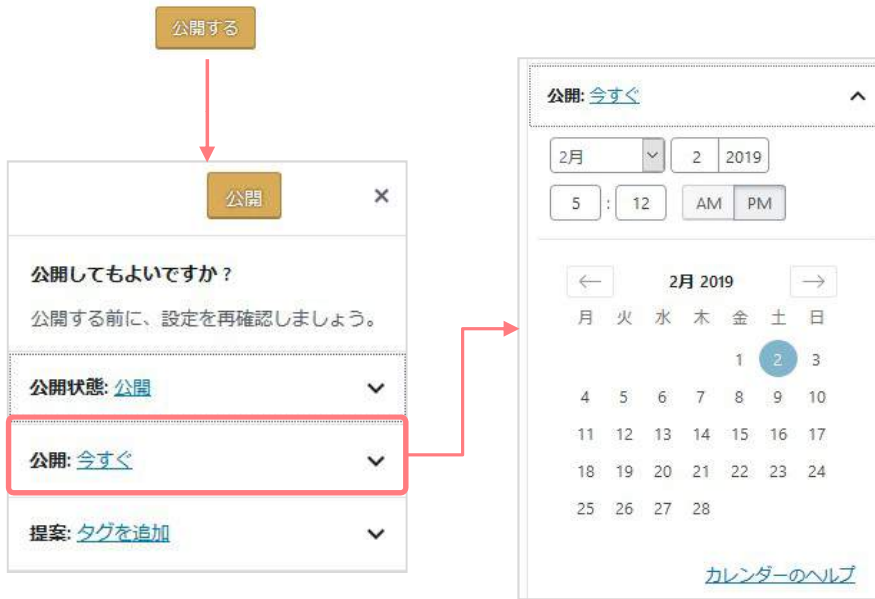 公開する
公開 ×
公開してもよいですか?
公開する前に、設定を再確認しましょう。
公開状態: 公開
公開: 今すぐ
提案: タグを追加
公開: 今すぐ
2月 2 2019
5 : 12 AM PM
← 2月 2019 →
月 火 水 木 金 土 日
1 2 3
4 5 6 7 8 9 10
11 12 13 14 15 16 17
18 19 20 21 22 23 24
25 26 27 28
カレンダーのヘルプ